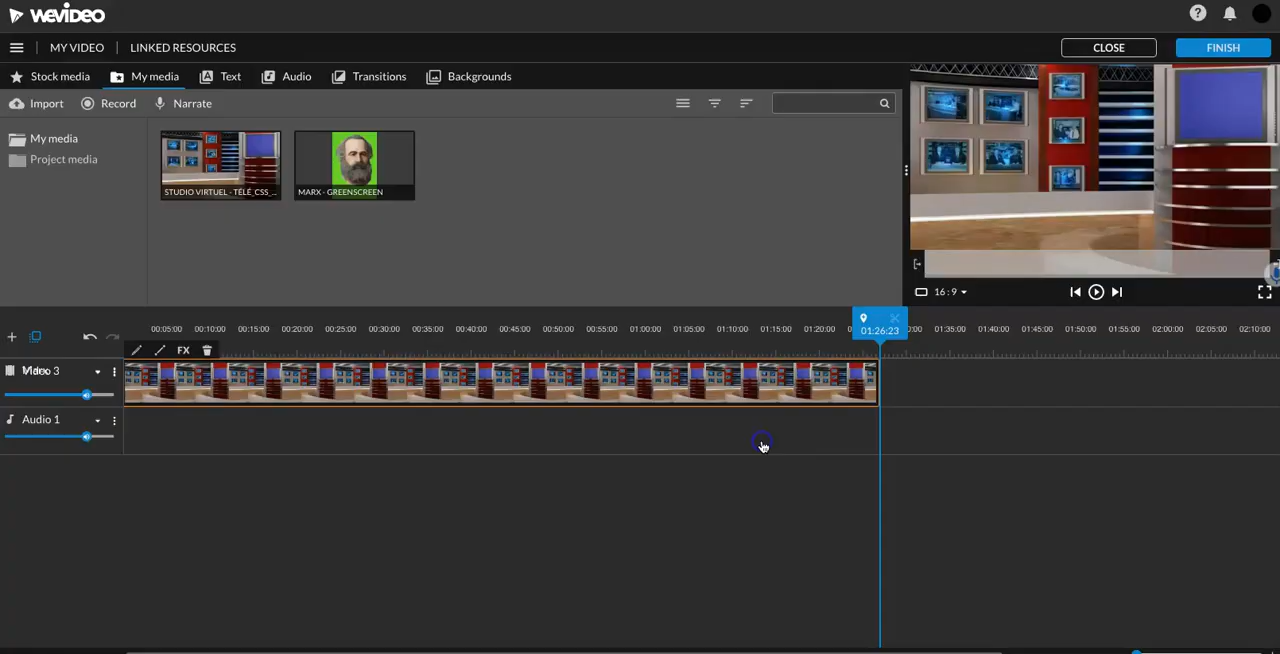 WEVIDEO
MY VIDEO LINKED RESOURCES CLOSE FINISH
Stock media My media Text Audio Transitions Backgrounds
Import Record Narrate
My media
Project media
STUDIO VIRTUEL - TÉLÉ_CSS_... MARX - GREENSCREEN
16:9
00:05:00 00:10:00 00:15:00 00:20:00 00:25:00 00:30:00 00:35:00 00:40:00 00:45:00 00:50:00 00:55:00 01:00:00 01:05:00 01:10:00 01:15:00 01:20:00 01:26:23 01:35:00 01:40:00 01:45:00 01:50:00 01:55:00 02:00:00 02:05:00 02:10:00
FX
3
Audio 1